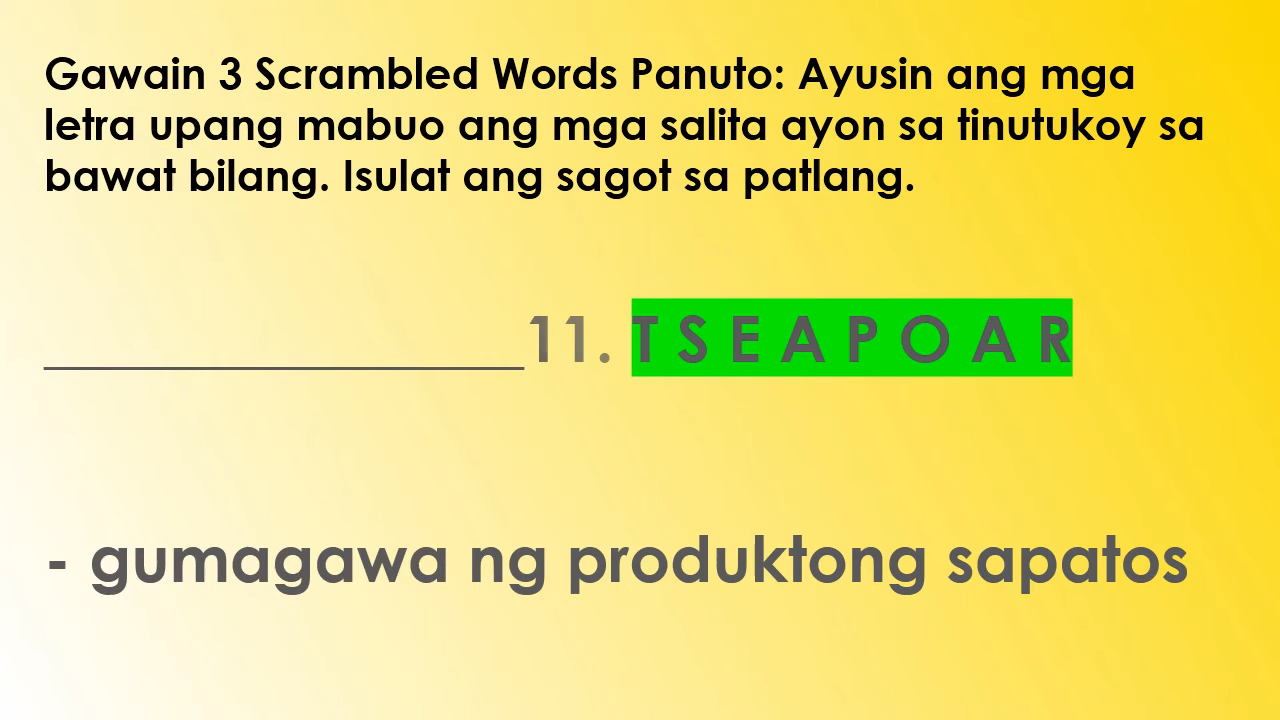 Gawain 3 Scrambled Words Panuto: Ayusin ang mga
letra upang mabuo ang mga salita ayon sa tinutukoy sa
bawat bilang. Isulat ang sagot sa patlang.
________________11. T S E A P O A R
- gumagawa ng produktong sapatos